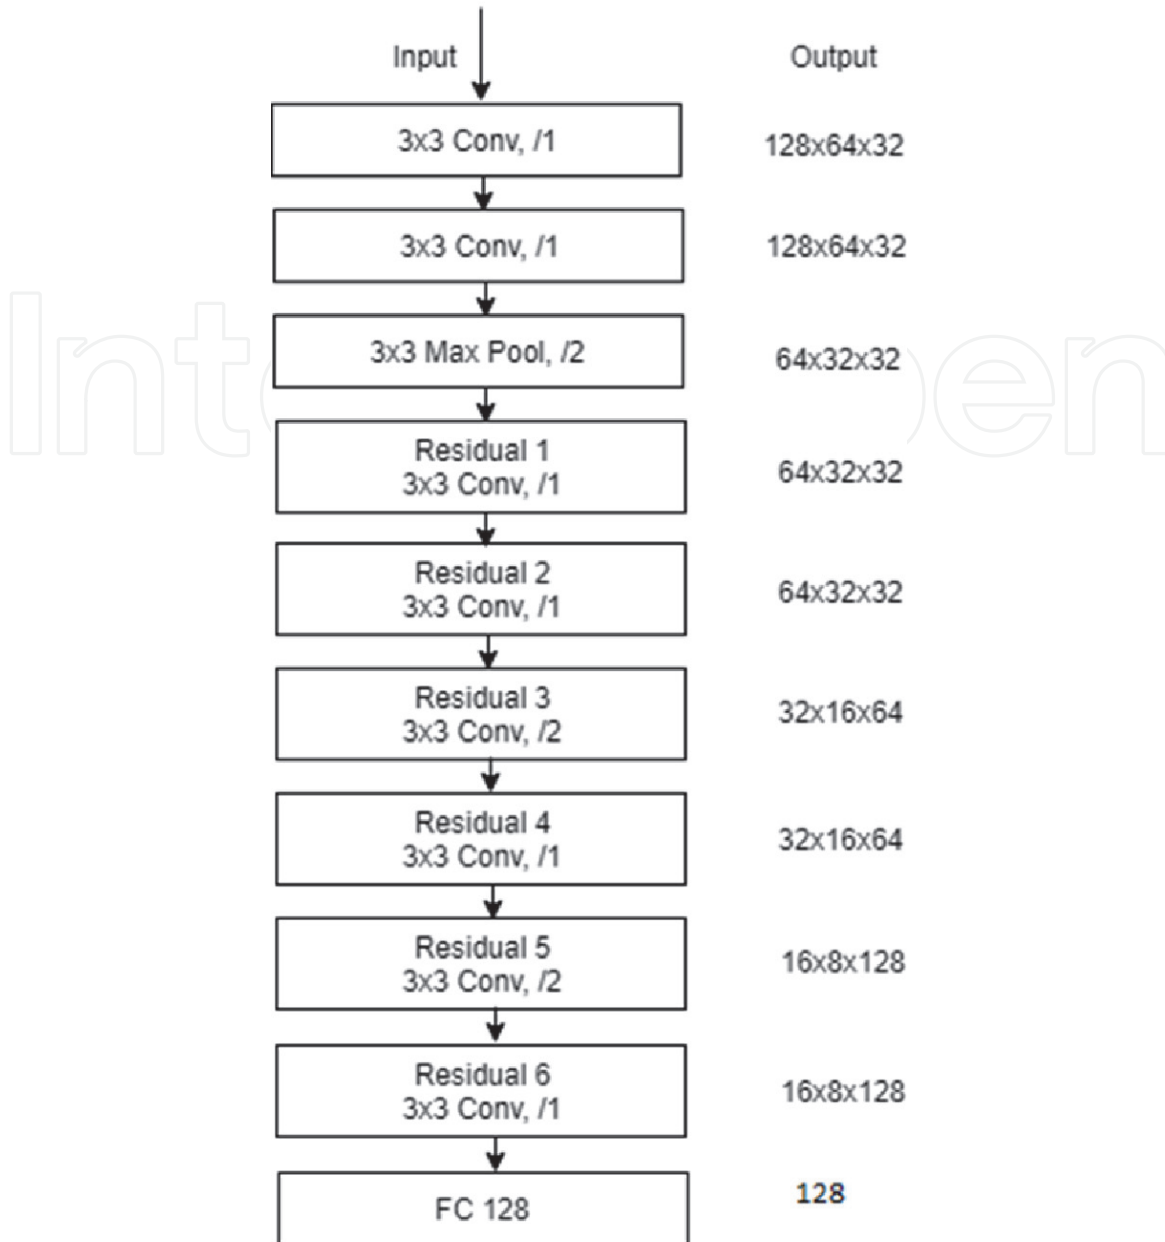 Input Output
3x3 Conv, /1 128x64x32
3x3 Conv, /1 128x64x32
3x3 Max Pool, /2 64x32x32
Residual 1
3x3 Conv, /1 64x32x32
Residual 2
3x3 Conv, /1 64x32x32
Residual 3
3x3 Conv, /2 32x16x64
Residual 4
3x3 Conv, /1 32x16x64
Residual 5
3x3 Conv, /2 16x8x128
Residual 6
3x3 Conv, /1 16x8x128
FC 128 128